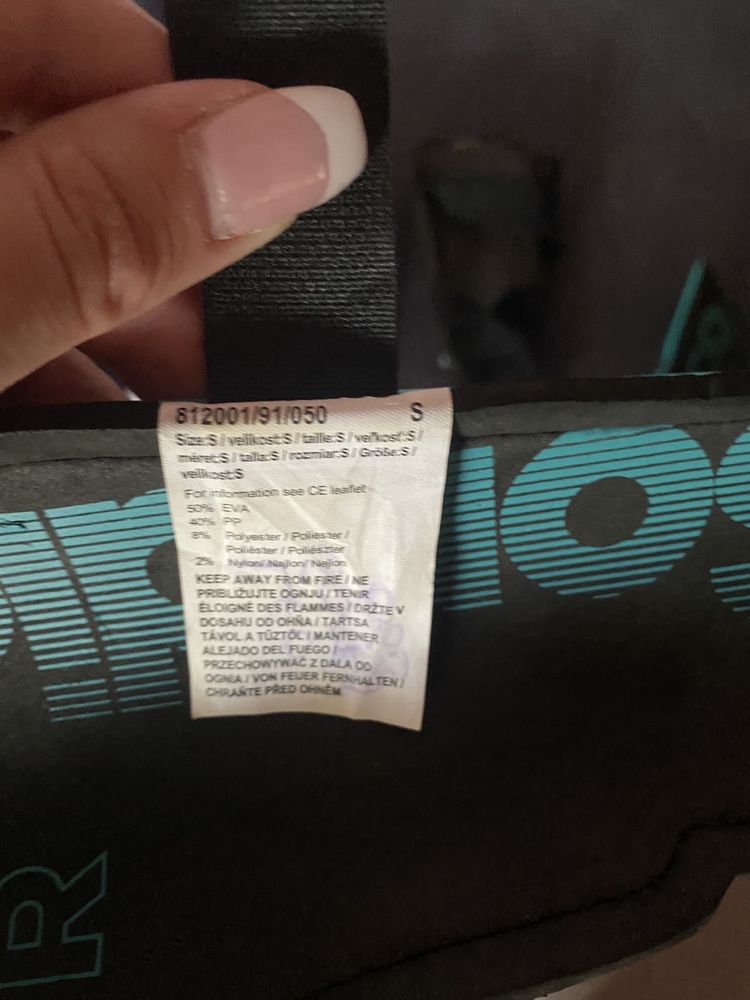 812001/91/050 S
Size:S / velikost:S / taille:S / veľkosť:S /
méret:S / talla:S / rozmiar:S / Größe:S /
velikost:S
For information see CE leaflet
50% EVA
40% PP
8% Polyester / Poliester /
Poliéster / Poliészter
2% Nylon/ Najlon/ Nejlon
KEEP AWAY FROM FIRE / NE
PRIBLIŽUJTE OGNJU / TENIR
ÉLOIGNÉ DES FLAMMES / DRŽTE V
DOSAHU OD OHŇA / TARTSA
TÁVOL A TŰZTŐL / MANTENER
ALEJADO DEL FUEGO /
PRZECHOWYWAĆ Z DALA OD
OGNIA / VON FEUER FERNHALTEN /
CHRAŇTE PŘED OHNĚM
R